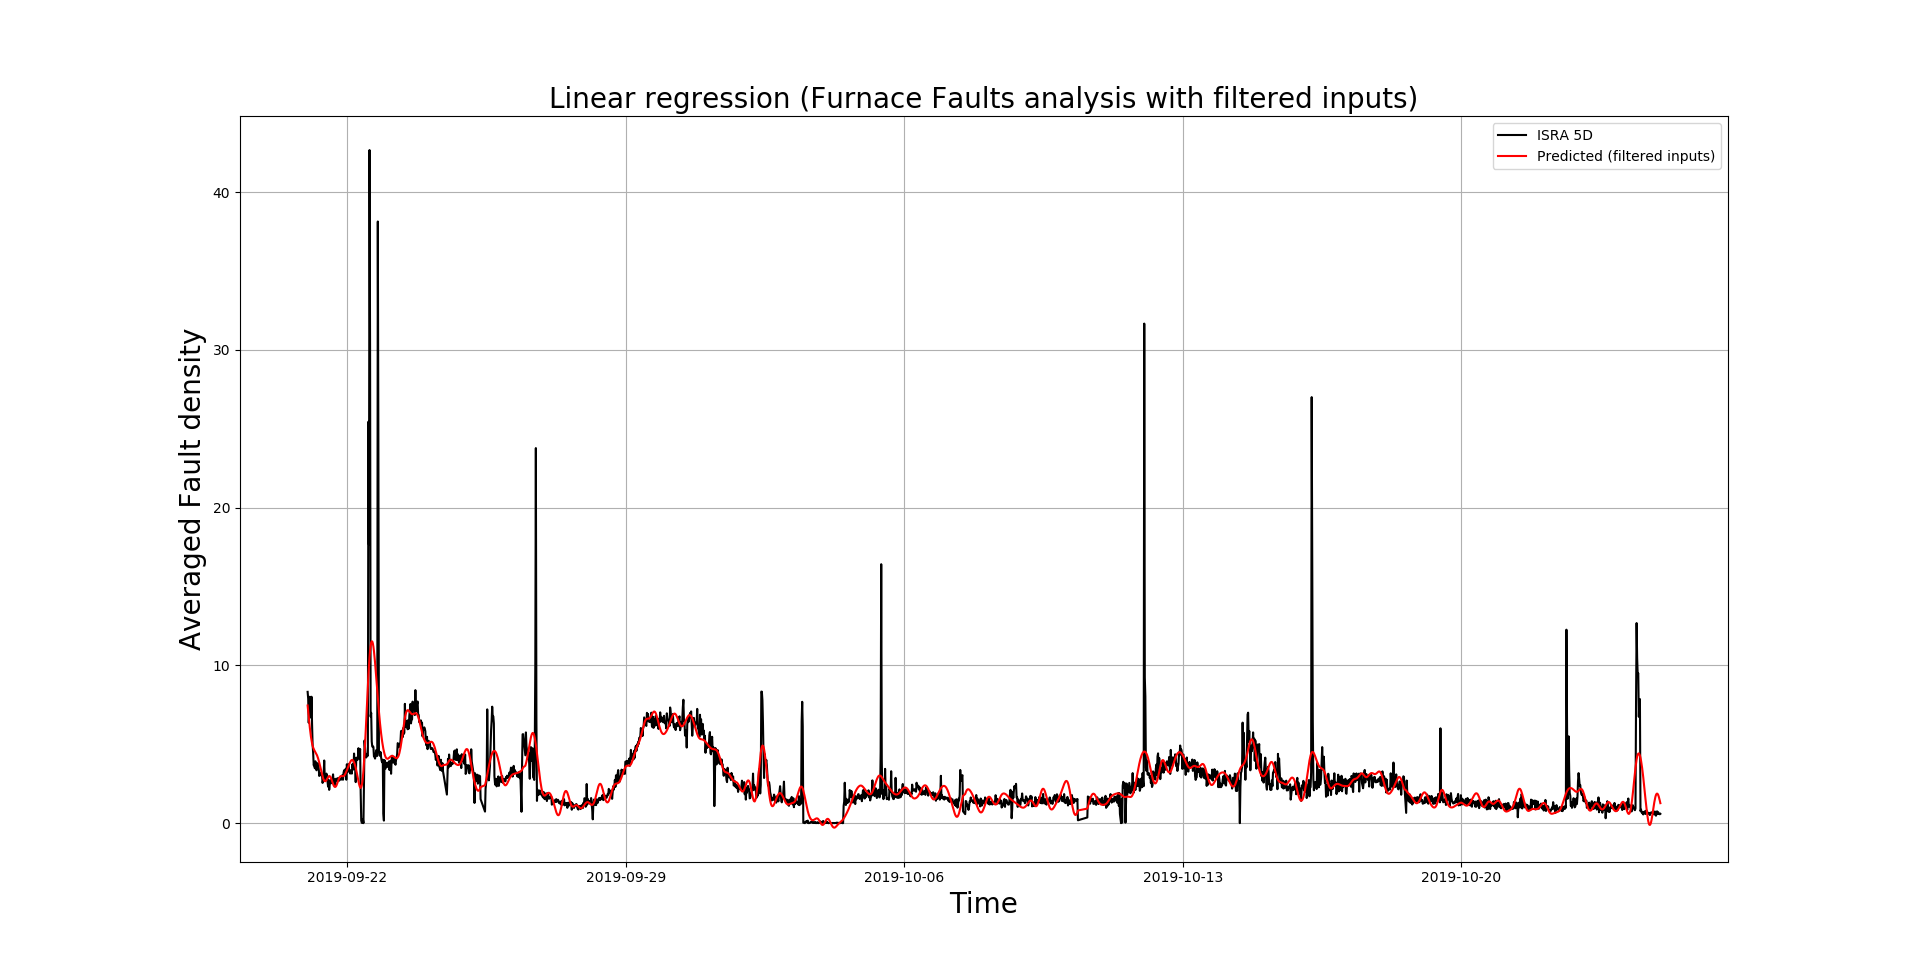 Linear regression (Furnace Faults analysis with filtered inputs)
ISRA 5D
Predicted (filtered inputs)
Averaged Fault density
40
30
20
10
0
2019-09-22
2019-09-29
2019-10-06
2019-10-13
2019-10-20
Time